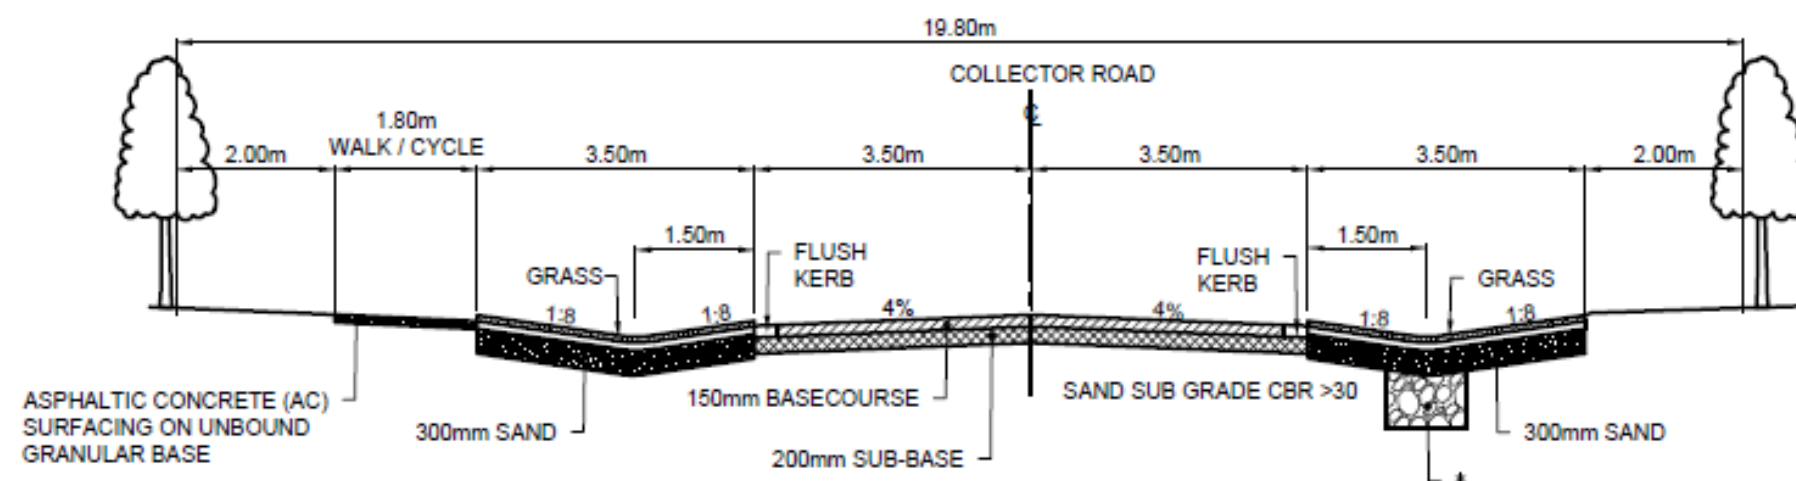 19.80m
COLLECTOR ROAD
℄
1.80m
WALK / CYCLE
2.00m
3.50m
3.50m
3.50m
3.50m
2.00m
1.50m
1.50m
FLUSH
KERB
FLUSH
KERB
GRASS
GRASS
1:8
1:8
4%
4%
1:8
1:8
150mm BASECOURSE
SAND SUB GRADE CBR >30
ASPHALTIC CONCRETE (AC)
SURFACING ON UNBOUND
GRANULAR BASE
300mm SAND
300mm SAND
200mm SUB-BASE